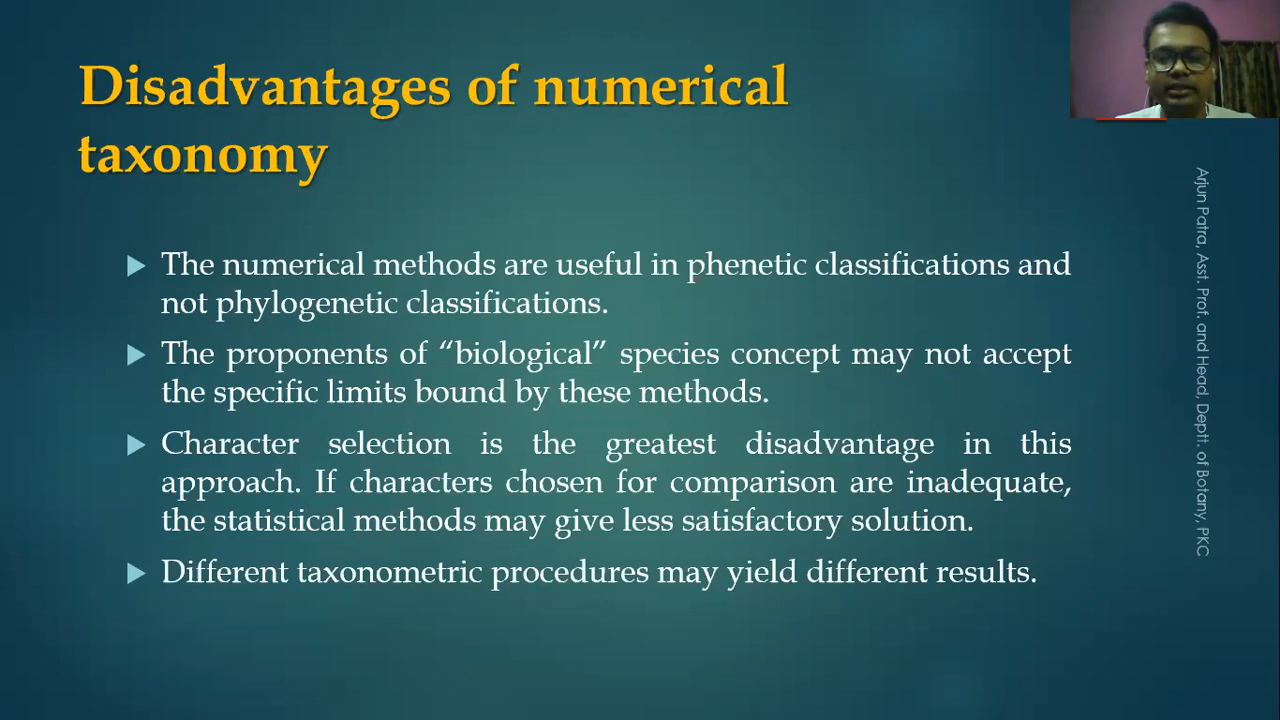 Disadvantages of numerical
taxonomy
The numerical methods are useful in phenetic classifications and
not phylogenetic classifications.
The proponents of “biological” species concept may not accept
the specific limits bound by these methods.
Character selection is the greatest disadvantage in this
approach. If characters chosen for comparison are inadequate,
the statistical methods may give less satisfactory solution.
Different taxonometric procedures may yield different results.
Arjun Patra, Asst. Prof. and Head, Deptt. of Botany, PKC